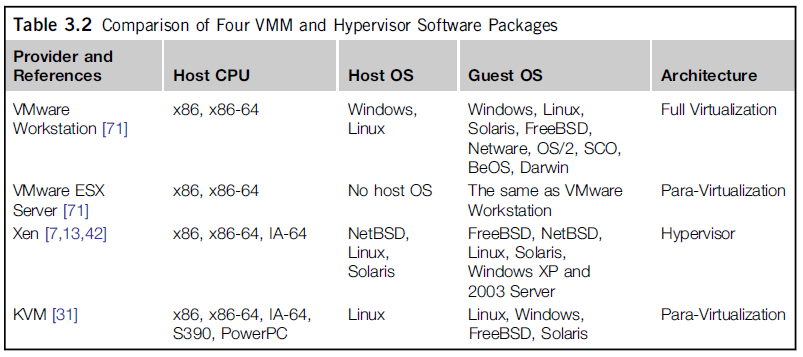 Table 3.2 Comparison of Four VMM and Hypervisor Software Packages
Provider and
References Host CPU Host OS Guest OS Architecture
VMware x86, x86-64 Windows, Windows, Linux, Full Virtualization
Workstation [71] Linux Solaris, FreeBSD,
Netware, OS/2, SCO,
BeOS, Darwin
VMware ESX x86, x86-64 No host OS The same as VMware Para-Virtualization
Server [71] Workstation
Xen [7,13,42] x86, x86-64, IA-64 NetBSD, FreeBSD, NetBSD, Hypervisor
Linux, Linux, Solaris,
Solaris Windows XP and
2003 Server
KVM [31] x86, x86-64, IA-64, Linux Linux, Windows, Para-Virtualization
S390, PowerPC FreeBSD, Solaris